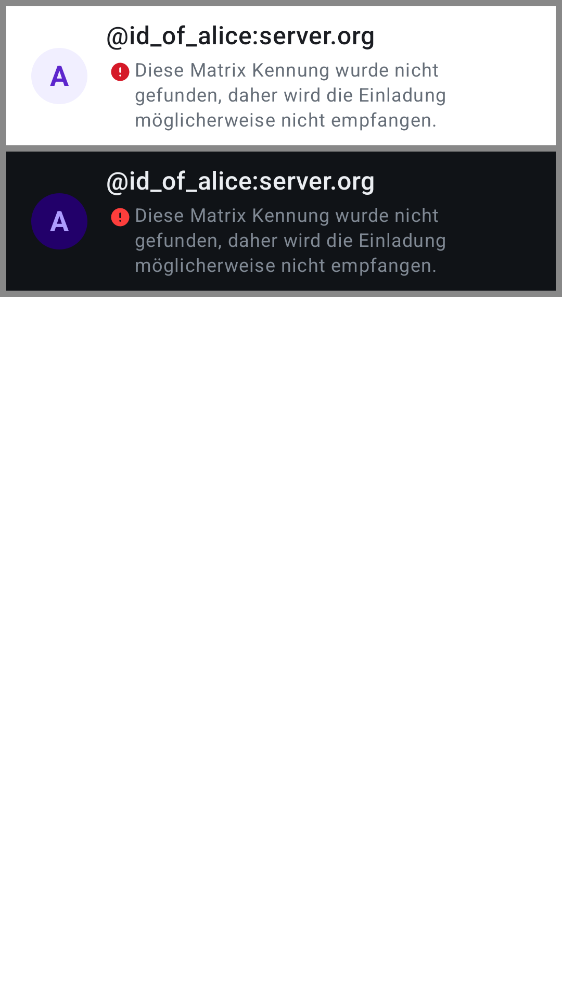 @id_of_alice:server.org
A
Diese Matrix Kennung wurde nicht
gefunden, daher wird die Einladung
möglicherweise nicht empfangen.
@id_of_alice:server.org
A
Diese Matrix Kennung wurde nicht
gefunden, daher wird die Einladung
möglicherweise nicht empfangen.